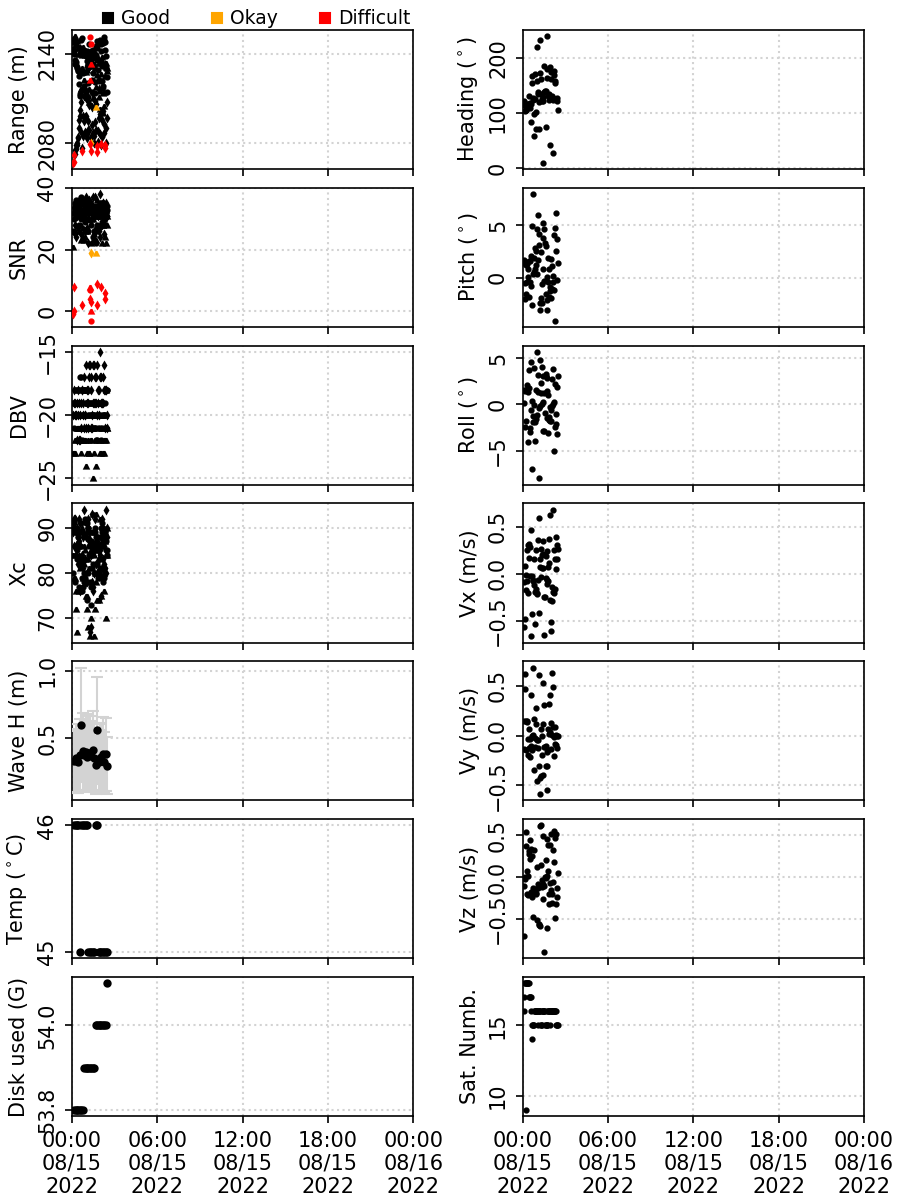 Good Okay Difficult
Range (m)
2140
2080
Heading (°)
200
100
0
SNR
40
20
0
Pitch (°)
5
0
DBV
−15
−20
−25
Roll (°)
5
0
−5
Xc
90
80
70
Vx (m/s)
0.5
0.0
−0.5
Wave H (m)
1.0
0.5
Vy (m/s)
0.5
0.0
−0.5
Temp (°C)
46
45
Vz (m/s)
0.5
0.0
−0.5
Disk used (G)
54.0
53.8
Sat. Numb.
15
10
00:00 06:00 12:00 18:00 00:00
08/15 08/15 08/15 08/15 08/16
2022 2022 2022 2022 2022
00:00 06:00 12:00 18:00 00:00
08/15 08/15 08/15 08/15 08/16
2022 2022 2022 2022 2022